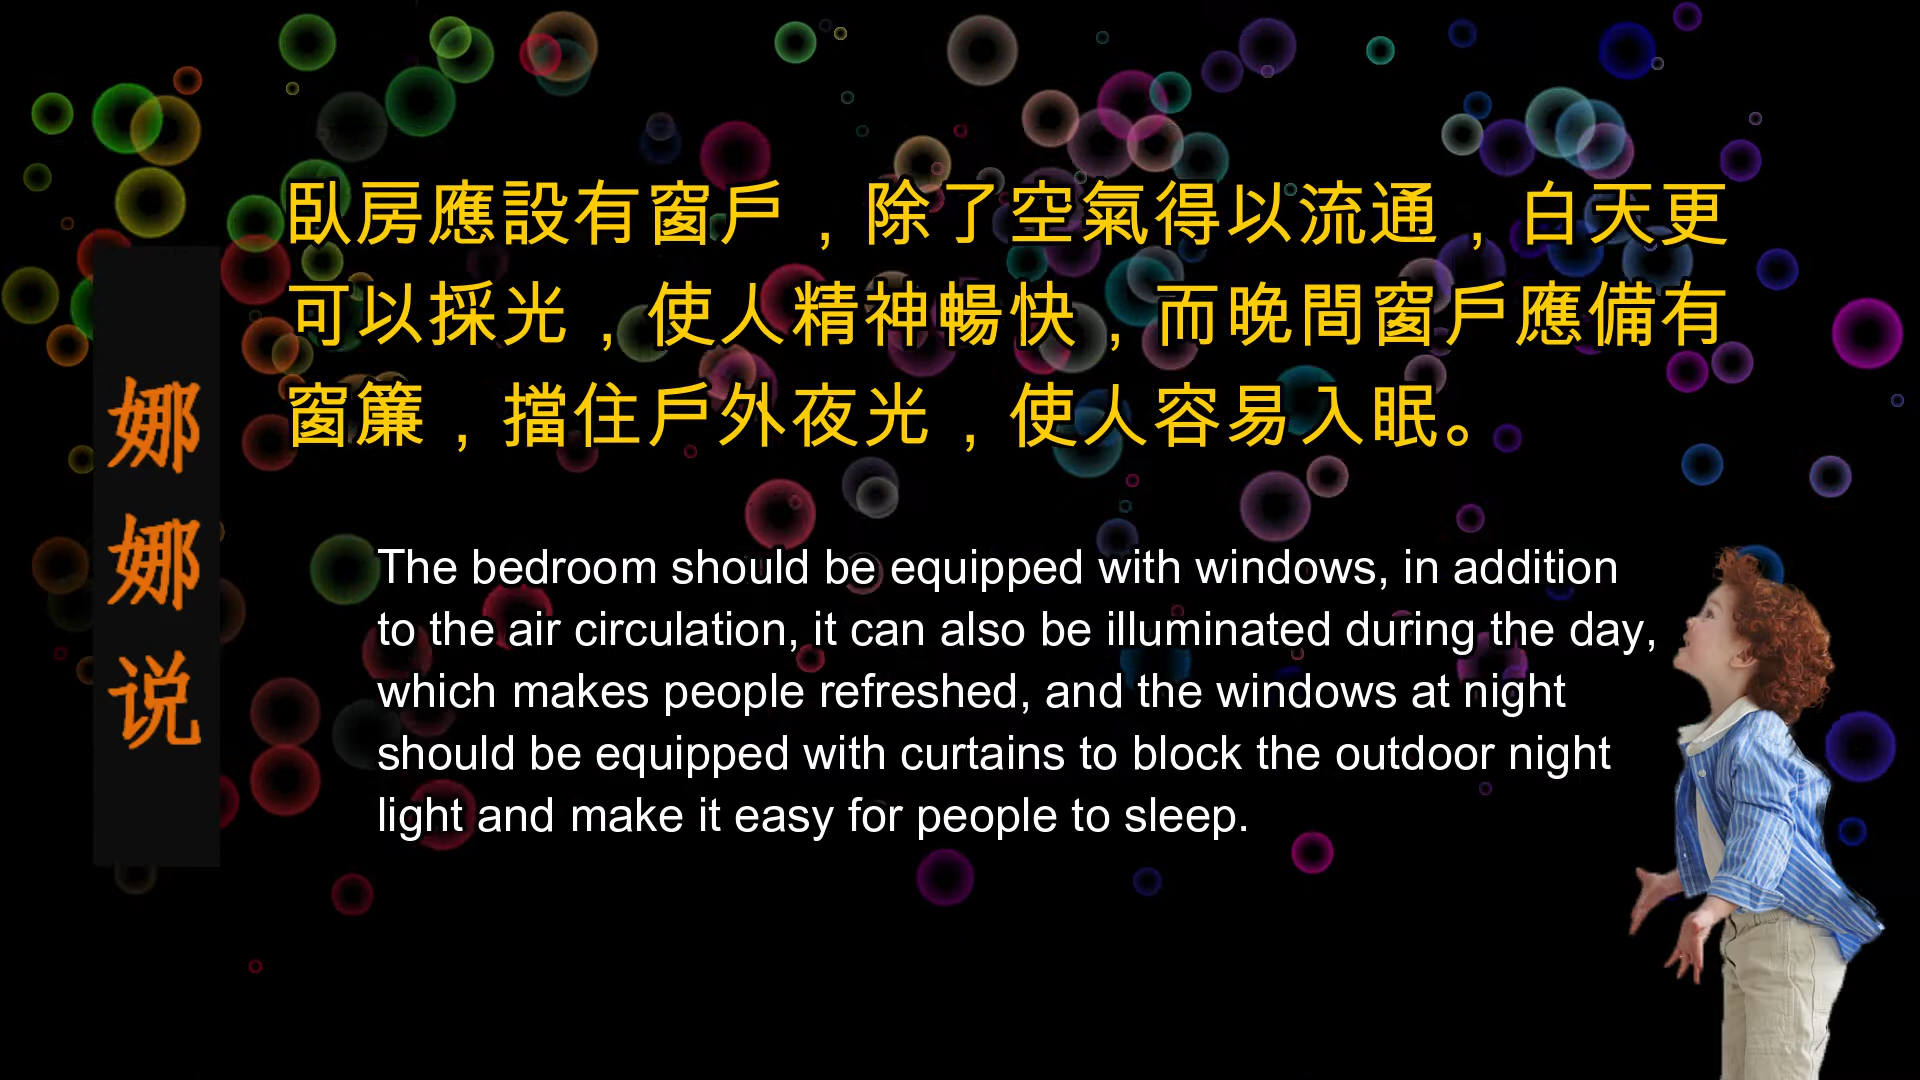 娜娜说
臥房應設有窗戶，除了空氣得以流通，白天更
可以採光，使人精神暢快，而晚間窗戶應備有
窗簾，擋住戶外夜光，使人容易入眠。
The bedroom should be equipped with windows, in addition
to the air circulation, it can also be illuminated during the day,
which makes people refreshed, and the windows at night
should be equipped with curtains to block the outdoor night
light and make it easy for people to sleep.